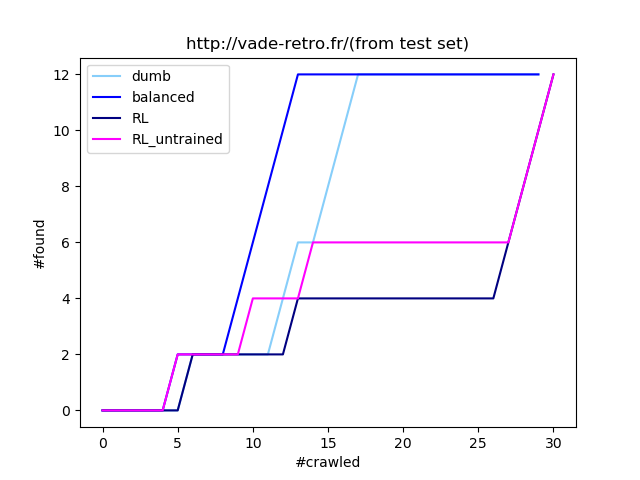 http://vade-retro.fr/(from test set)
dumb
balanced
RL
RL_untrained
12
10
8
6
4
2
0
#found
0 5 10 15 20 25 30
#crawled